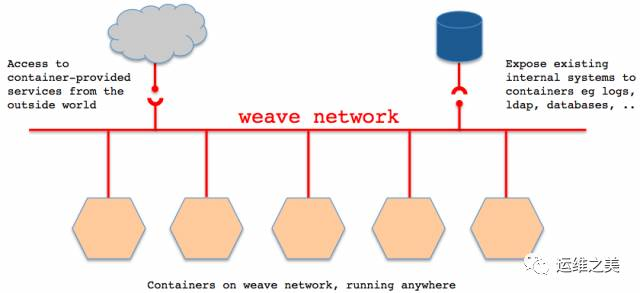 Access to
container-provided
services from the
outside world
Expose existing
internal systems to
containers eg logs,
ldap, databases, ..
weave network
Containers on weave network, running anywhere
运维之美